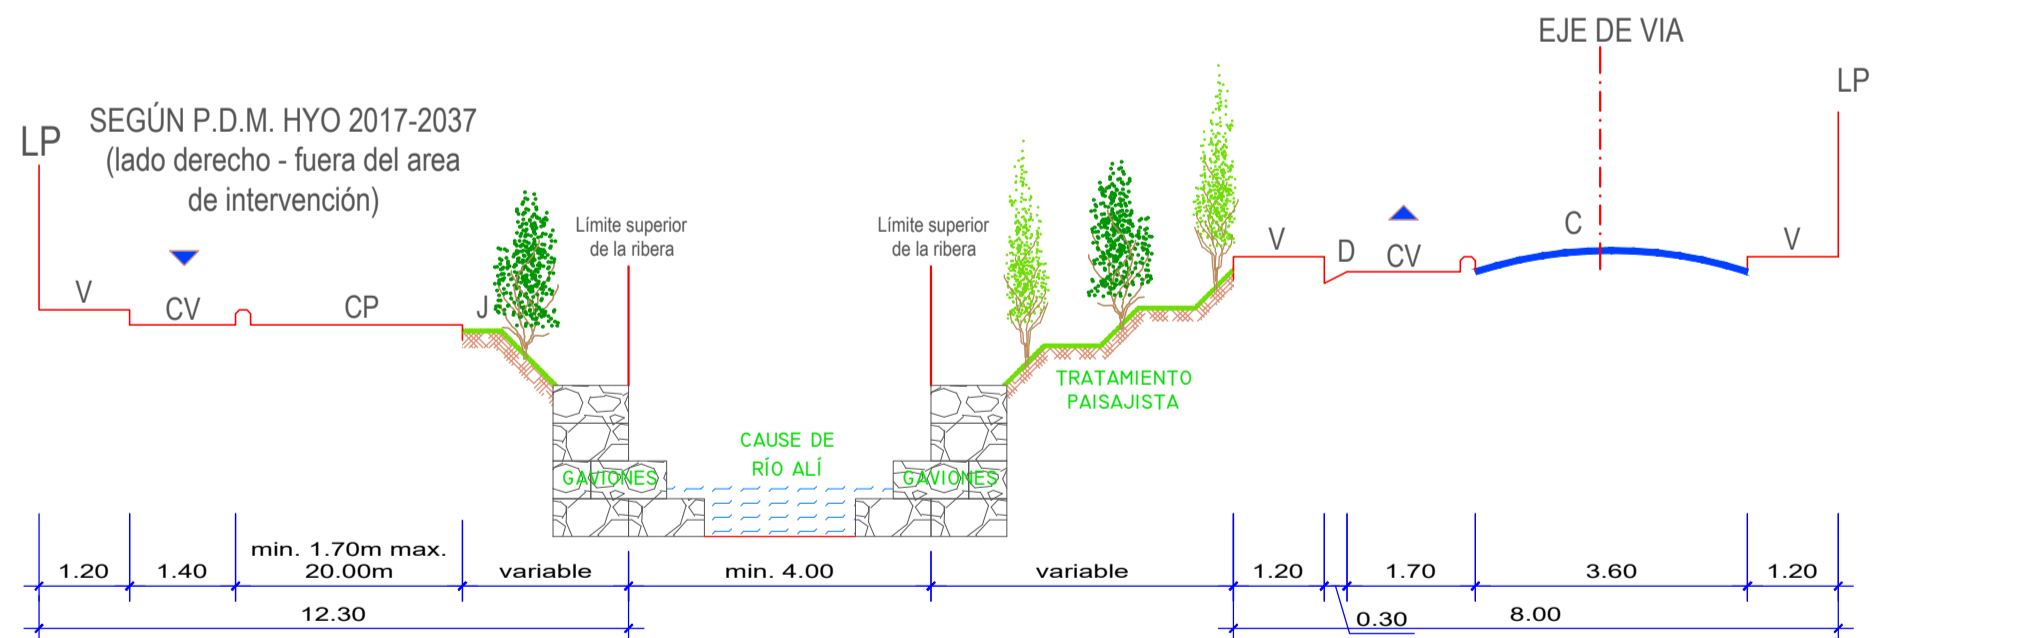 EJE DE VIA
LP
SEGÚN P.D.M. HYO 2017-2037
(lado derecho - fuera del area
de intervención)
LP
Límite superior
de la ribera
Límite superior
de la ribera
V
CV
CP
J
V
D
CV
C
V
TRATAMIENTO
PAISAJISTA
CAUSE DE
RÍO ALÍ
GAVIONES
GAVIONES
1.20
1.40
min. 1.70m max.
20.00m
variable
min. 4.00
variable
1.20
1.70
3.60
1.20
12.30
0.30
8.00